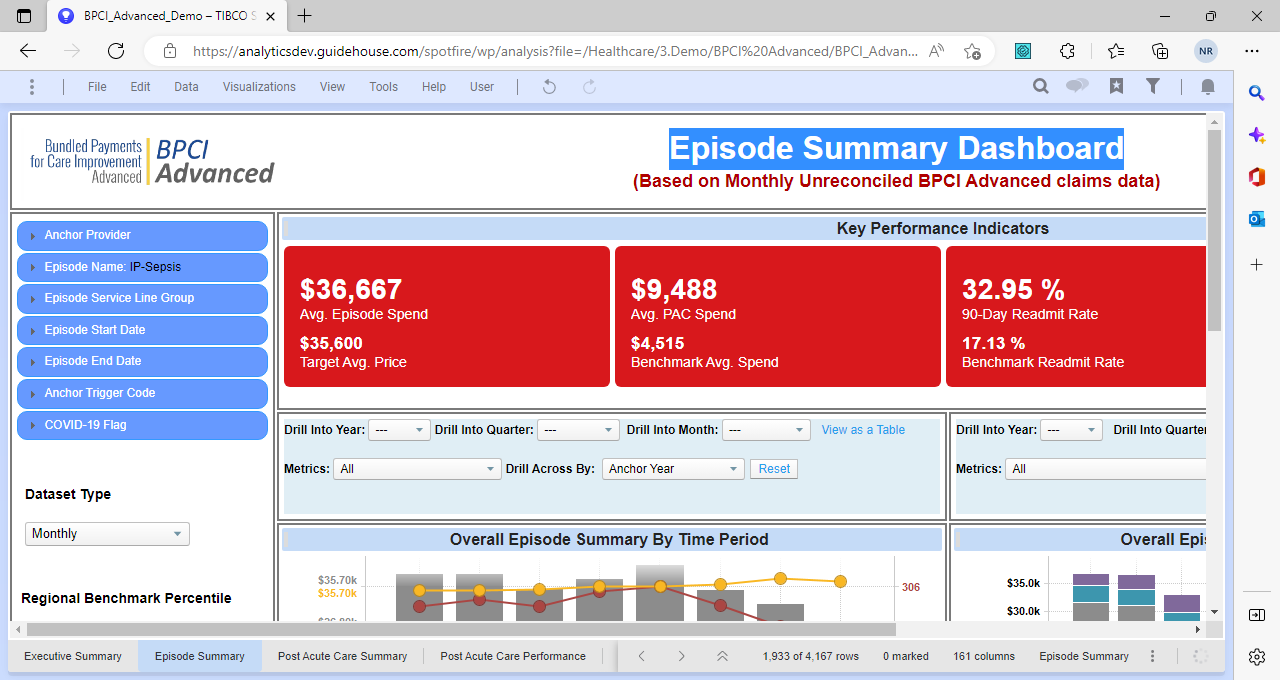 BPCI_Advanced_Demo – TIBCO S
https://analyticsdev.guidehouse.com/spotfire/wp/analysis?file=/Healthcare/3.Demo/BPCI%20Advanced/BPCI_Advan...
NR
File Edit Data Visualizations View Tools Help User
Bundled Payments
for Care Improvement
Advanced
BPCI
Advanced
Episode Summary Dashboard
(Based on Monthly Unreconciled BPCI Advanced claims data)
Anchor Provider
Episode Name: IP-Sepsis
Episode Service Line Group
Episode Start Date
Episode End Date
Anchor Trigger Code
COVID-19 Flag
Dataset Type
Monthly
Regional Benchmark Percentile
Key Performance Indicators
$36,667
Avg. Episode Spend
$35,600
Target Avg. Price
$9,488
Avg. PAC Spend
$4,515
Benchmark Avg. Spend
32.95 %
90-Day Readmit Rate
17.13 %
Benchmark Readmit Rate
Drill Into Year: --- Drill Into Quarter: --- Drill Into Month: --- View as a Table
Metrics: All Drill Across By: Anchor Year Reset
Drill Into Year: --- Drill Into Quarter
Metrics: All
Overall Episode Summary By Time Period
$35.70k
$35.70k
306
Overall Epi
$35.0k
$30.0k
Executive Summary Episode Summary Post Acute Care Summary Post Acute Care Performance
1,933 of 4,167 rows 0 marked 161 columns Episode Summary